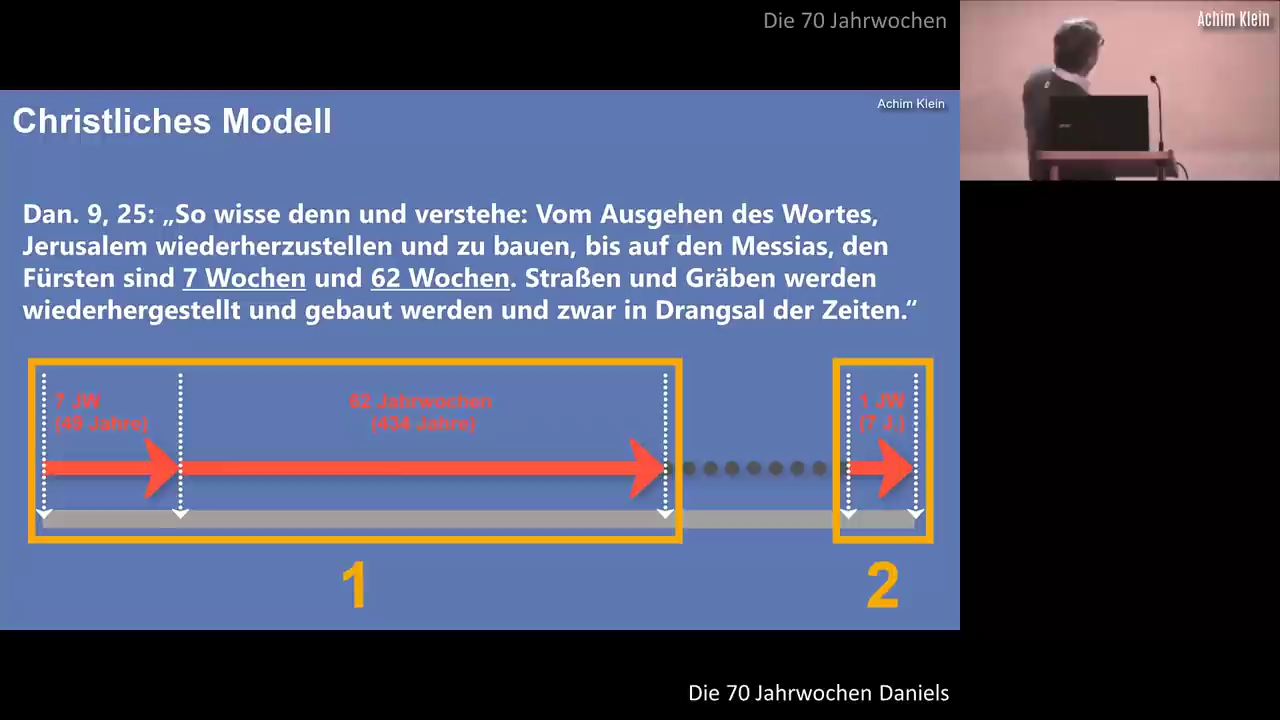 Die 70 Jahrwochen
Achim Klein
Achim Klein
Christliches Modell
Dan. 9, 25: „So wisse denn und verstehe: Vom Ausgehen des Wortes,
Jerusalem wiederherzustellen und zu bauen, bis auf den Messias, den
Fürsten sind 7 Wochen und 62 Wochen. Straßen und Gräben werden
wiederhergestellt und gebaut werden und zwar in Drangsal der Zeiten.“
7 JW
(49 Jahre)
62 Jahrwochen
(434 Jahre)
1 JW
(7 J.)
1
2
Die 70 Jahrwochen Daniels